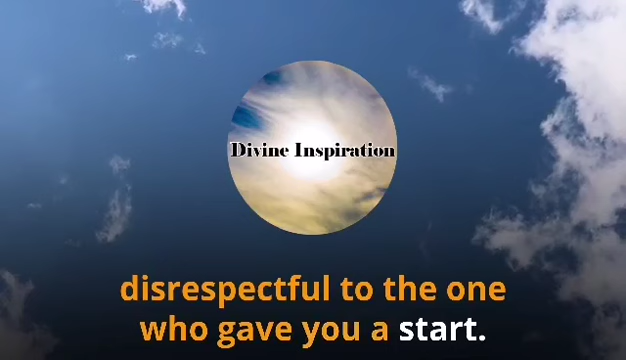 Divine Inspiration
disrespectful to the one
who gave you a start.